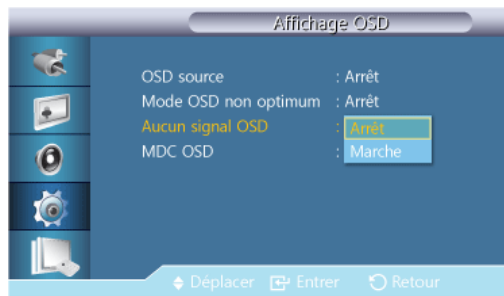 Affichage OSD
OSD source : Arrêt
Mode OSD non optimum : Arrêt
Aucun signal OSD : Arrêt
MDC OSD : Marche
Déplacer Entrer Retour